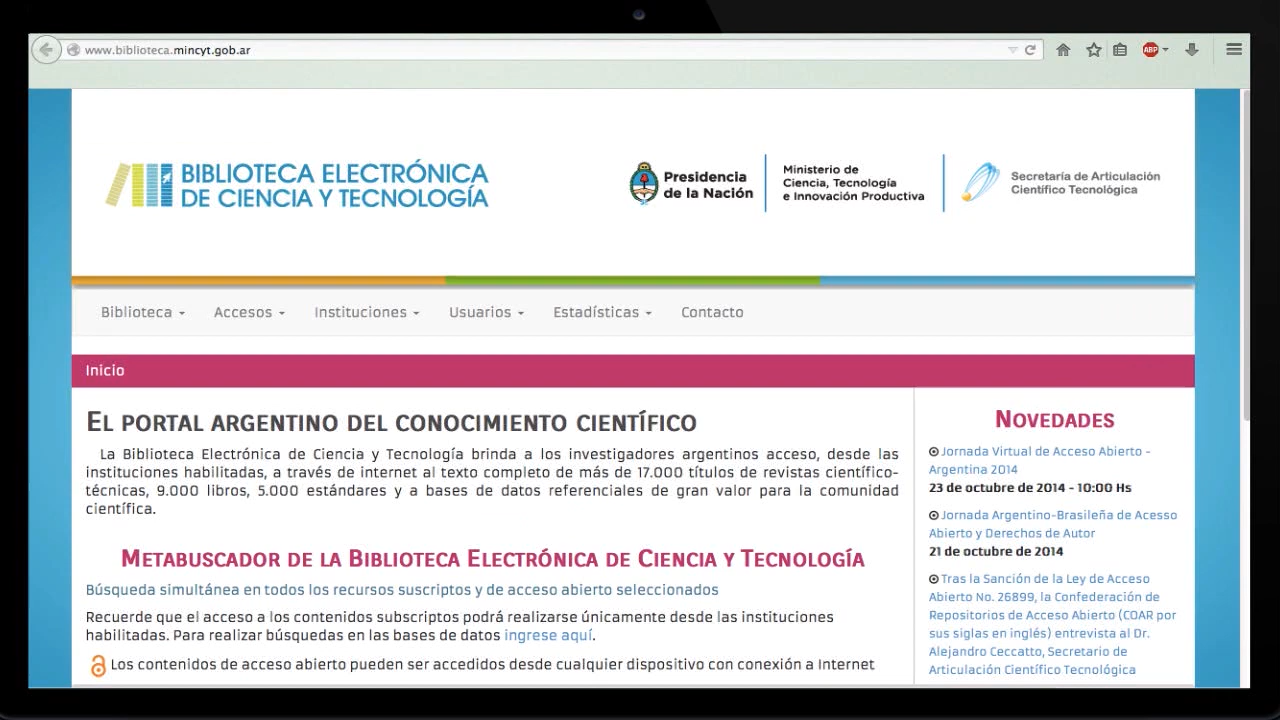 www.biblioteca.mincyt.gob.ar
ABP
BIBLIOTECA ELECTRÓNICA
DE CIENCIA Y TECNOLOGÍA
Presidencia
de la Nación
Ministerio de
Ciencia, Tecnología
e Innovación Productiva
Secretaría de Articulación
Científico Tecnológica
Biblioteca
Accesos
Instituciones
Usuarios
Estadísticas
Contacto
Inicio
EL PORTAL ARGENTINO DEL CONOCIMIENTO CIENTÍFICO
La Biblioteca Electrónica de Ciencia y Tecnología brinda a los investigadores argentinos acceso, desde las
instituciones habilitadas, a través de internet al texto completo de más de 17.000 títulos de revistas científico-
técnicas, 9.000 libros, 5.000 estándares y a bases de datos referenciales de gran valor para la comunidad
científica.
METABUSCADOR DE LA BIBLIOTECA ELECTRÓNICA DE CIENCIA Y TECNOLOGÍA
Búsqueda simultánea en todos los recursos suscriptos y de acceso abierto seleccionados
Recuerde que el acceso a los contenidos subscriptos podrá realizarse únicamente desde las instituciones
habilitadas. Para realizar búsquedas en las bases de datos ingrese aquí.
Los contenidos de acceso abierto pueden ser accedidos desde cualquier dispositivo con conexión a Internet
NOVEDADES
Jornada Virtual de Acceso Abierto -
Argentina 2014
23 de octubre de 2014 - 10:00 Hs
Jornada Argentino-Brasileña de Acesso
Abierto y Derechos de Autor
21 de octubre de 2014
Tras la Sanción de la Ley de Acceso
Abierto No. 26899, la Confederación de
Repositorios de Acceso Abierto (COAR por
sus siglas en inglés) entrevista al Dr.
Alejandro Ceccatto, Secretario de
Articulación Científico Tecnológica